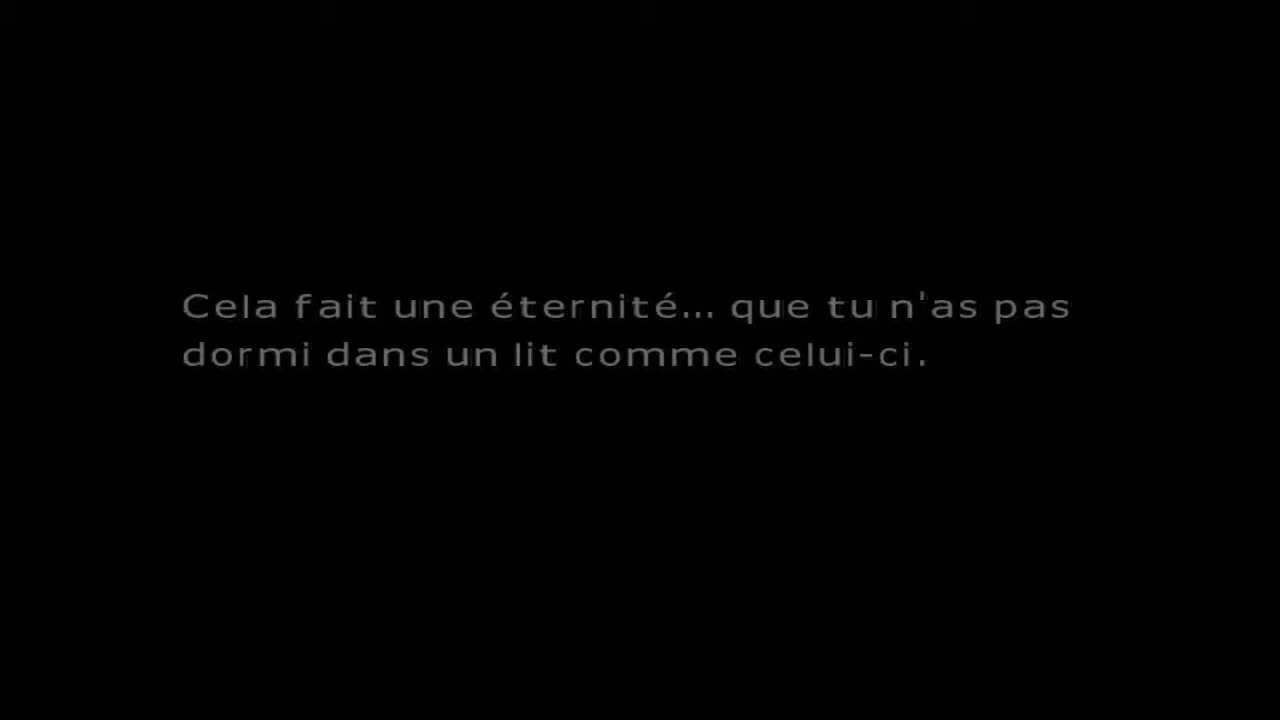 Cela fait une éternité... que tu n'as pas
dormi dans un lit comme celui-ci.